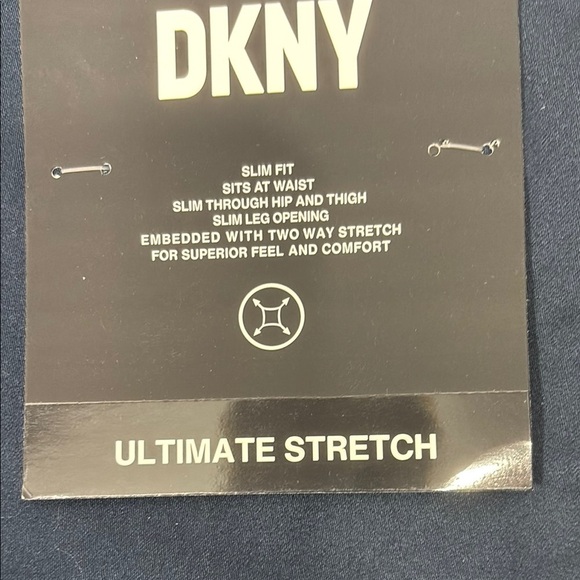 DKNY
SLIM FIT
SITS AT WAIST
SLIM THROUGH HIP AND THIGH
SLIM LEG OPENING
EMBEDDED WITH TWO WAY STRETCH
FOR SUPERIOR FEEL AND COMFORT
ULTIMATE STRETCH